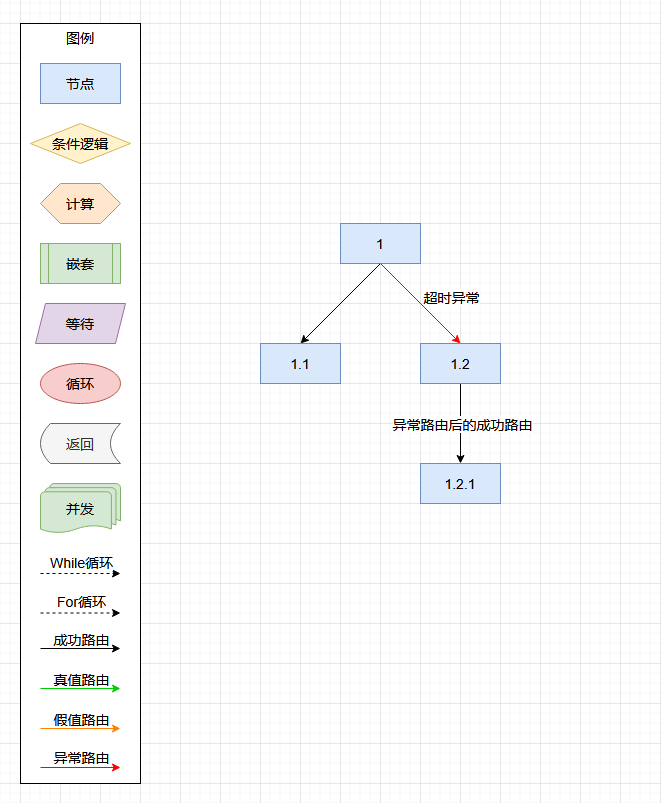 图例
节点
条件逻辑
计算
嵌套
等待
循环
返回
并发
While循环
For循环
成功路由
真值路由
假值路由
异常路由
1
超时异常
1.1
1.2
异常路由后的成功路由
1.2.1